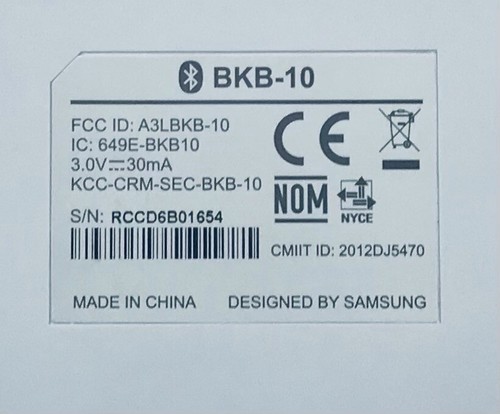 BKB-10
FCC ID: A3LBKB-10
IC: 649E-BKB10
3.0V⎓30mA
KCC-CRM-SEC-BKB-10
CE
NOM
NYCE
S/N: RCCD6B01654
CMIIT ID: 2012DJ5470
MADE IN CHINA DESIGNED BY SAMSUNG